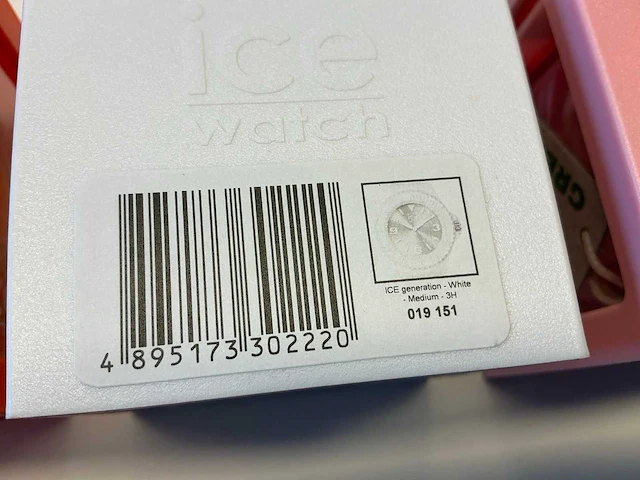 ice
watch
ICE generation - White
- Medium - 3H
019 151
4 895173 302220